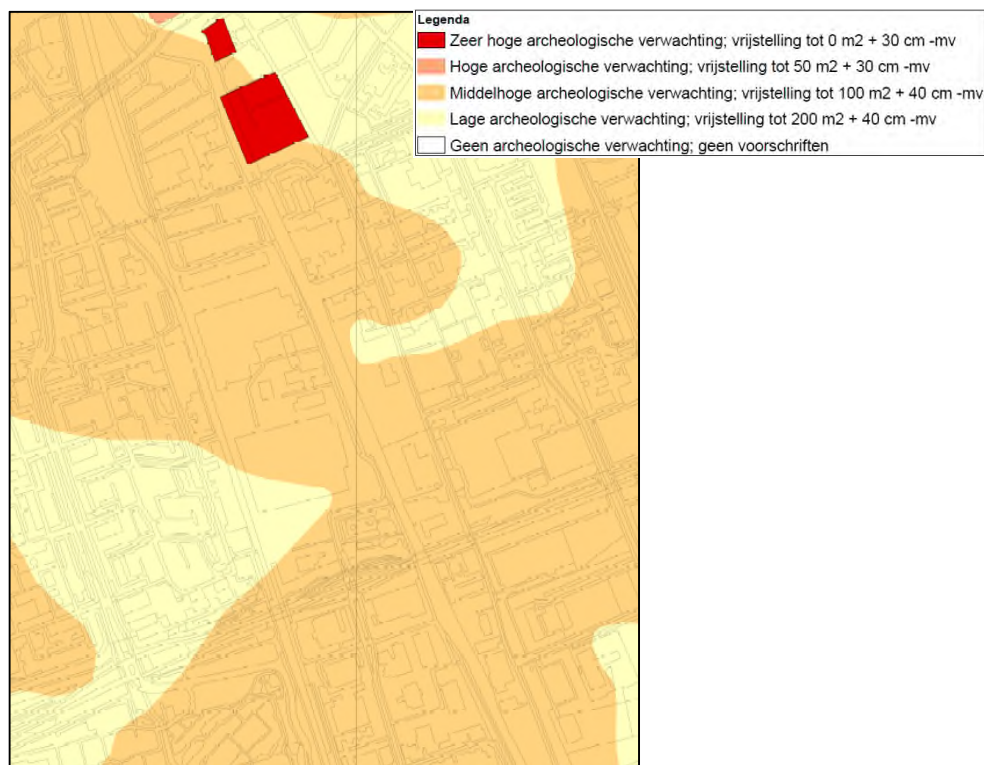 Legenda
Zeer hoge archeologische verwachting; vrijstelling tot 0 m2 + 30 cm -mv
Hoge archeologische verwachting; vrijstelling tot 50 m2 + 30 cm -mv
Middelhoge archeologische verwachting; vrijstelling tot 100 m2 + 40 cm -mv
Lage archeologische verwachting; vrijstelling tot 200 m2 + 40 cm -mv
Geen archeologische verwachting; geen voorschriften